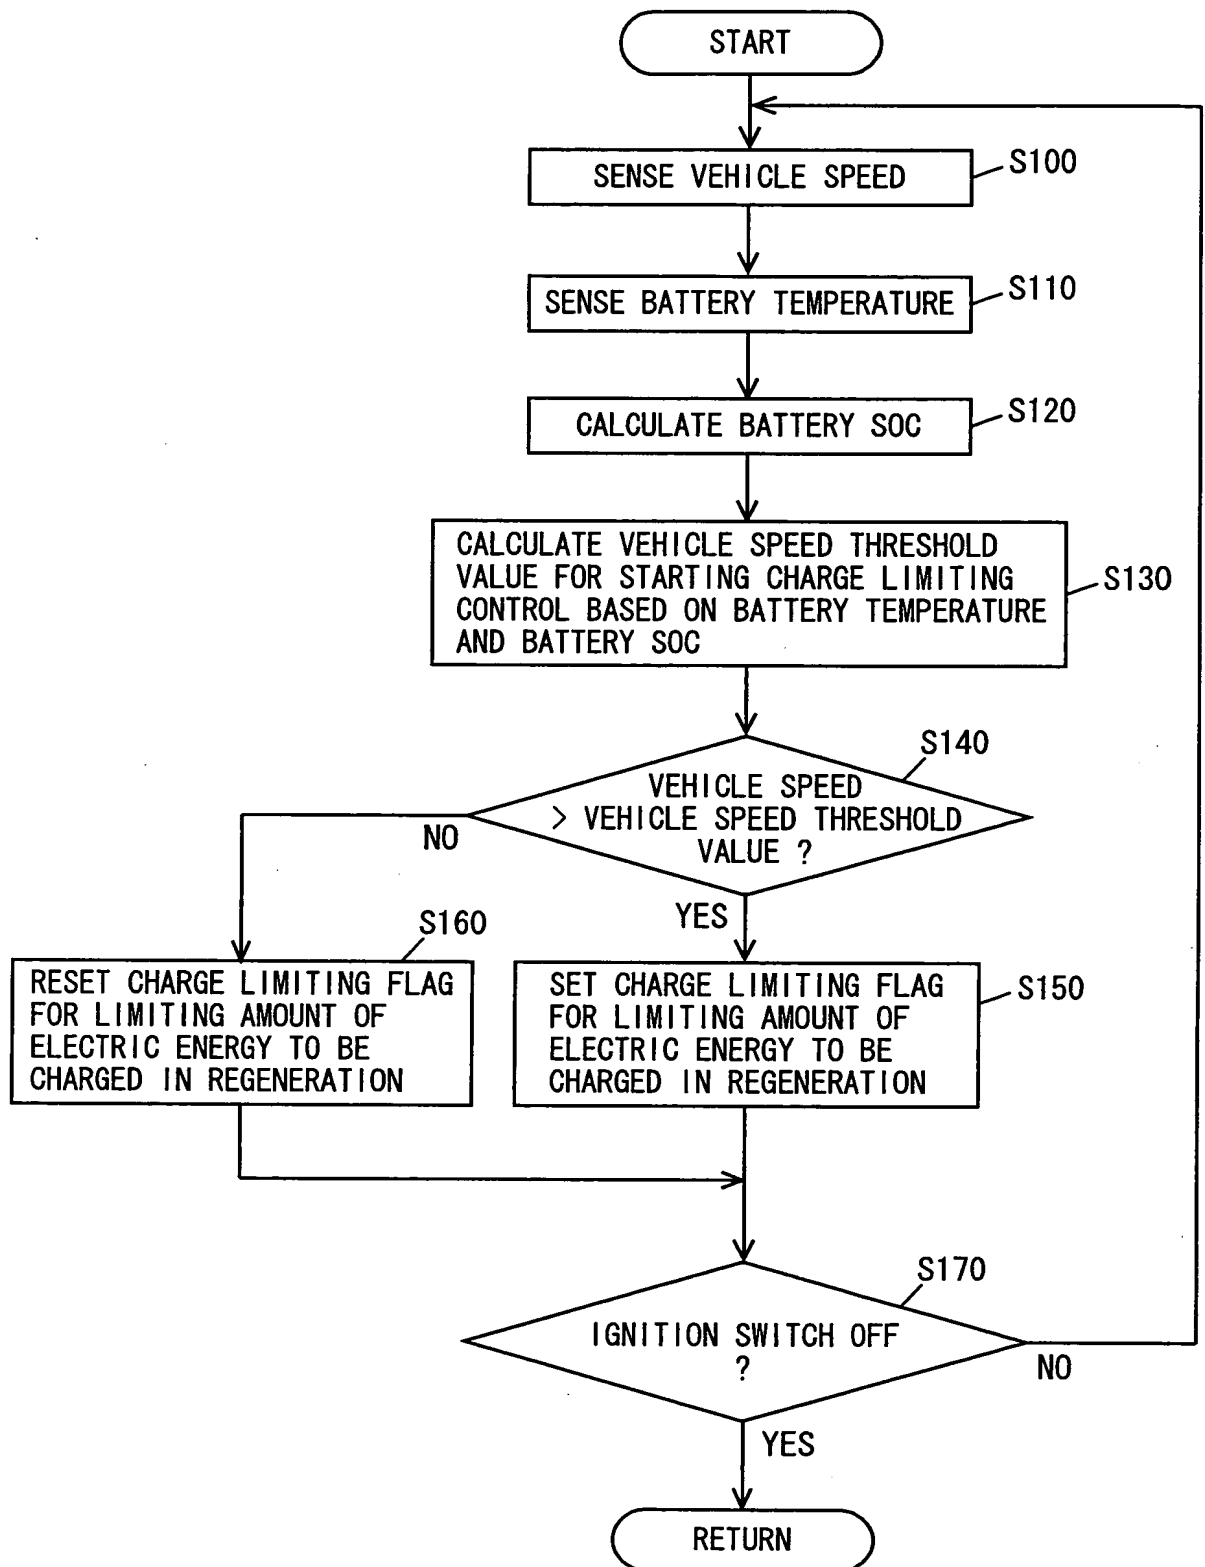 START
SENSE VEHICLE SPEED
S100
SENSE BATTERY TEMPERATURE
S110
CALCULATE BATTERY SOC
S120
CALCULATE VEHICLE SPEED THRESHOLD
VALUE FOR STARTING CHARGE LIMITING
CONTROL BASED ON BATTERY TEMPERATURE
AND BATTERY SOC
S130
S140
VEHICLE SPEED
> VEHICLE SPEED THRESHOLD
VALUE ?
NO
YES
S160
RESET CHARGE LIMITING FLAG
FOR LIMITING AMOUNT OF
ELECTRIC ENERGY TO BE
CHARGED IN REGENERATION
SET CHARGE LIMITING FLAG
FOR LIMITING AMOUNT OF
ELECTRIC ENERGY TO BE
CHARGED IN REGENERATION
S150
S170
IGNITION SWITCH OFF
?
NO
YES
RETURN